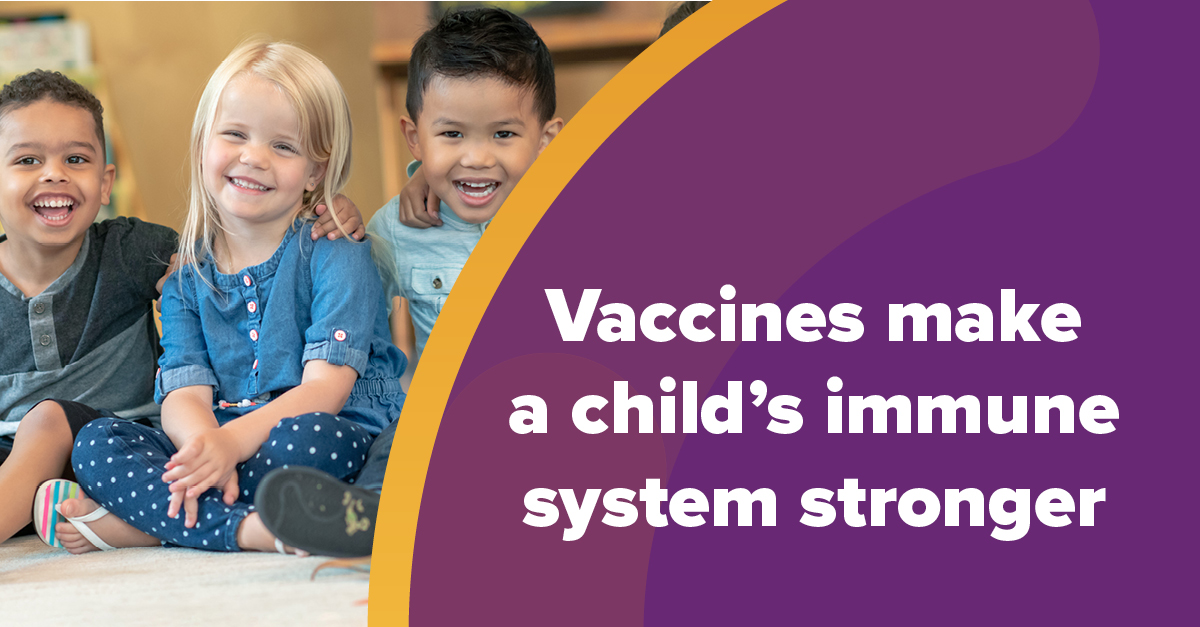 Vaccines make
a child’s immune
system stronger